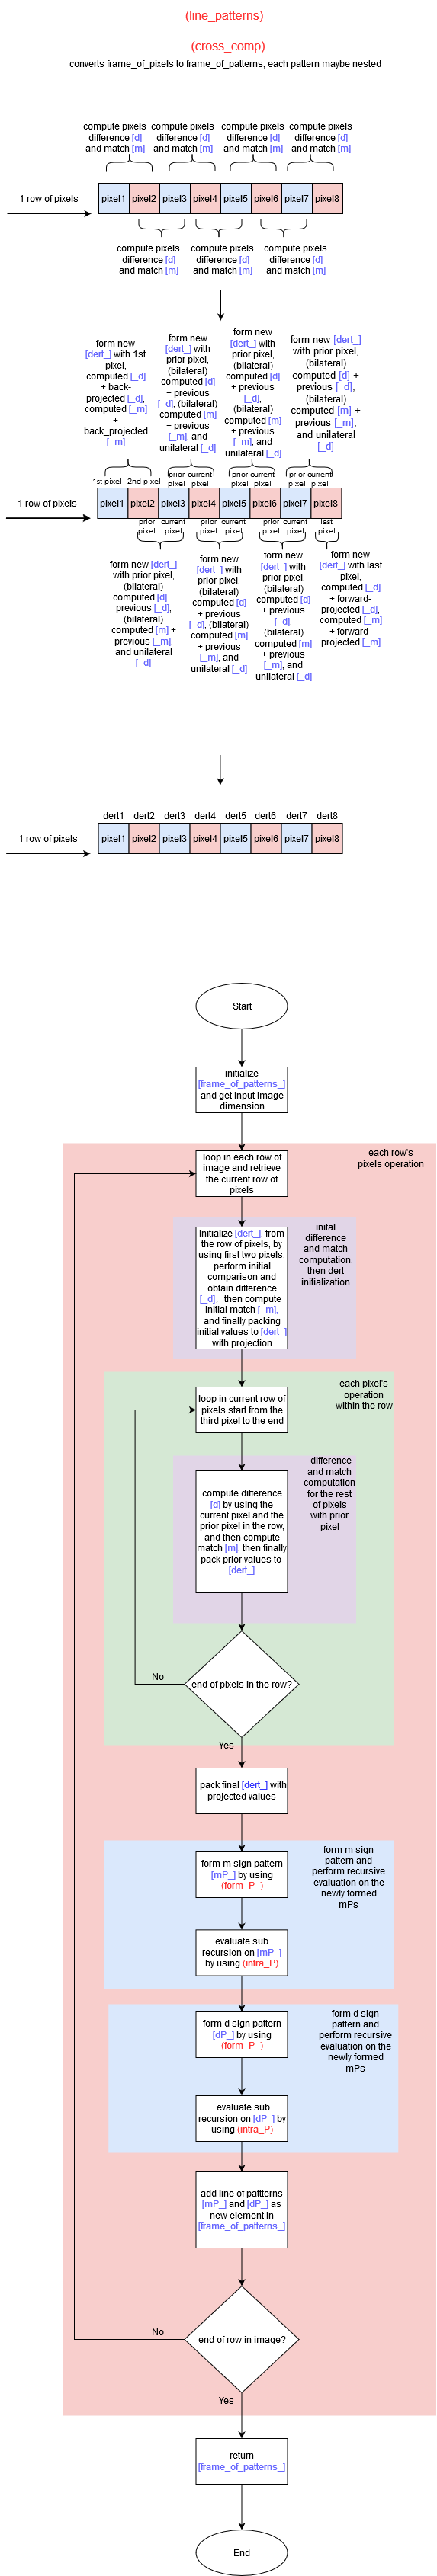 (line_patterns)
(cross_comp)
converts frame_of_pixels to frame_of_patterns, each pattern maybe nested
compute pixels
difference [d]
and match [m]
compute pixels
difference [d]
and match [m]
compute pixels
difference [d]
and match [m]
compute pixels
difference [d]
and match [m]
1 row of pixels
pixel1 pixel2 pixel3 pixel4 pixel5 pixel6 pixel7 pixel8
compute pixels
difference [d]
and match [m]
compute pixels
difference [d]
and match [m]
compute pixels
difference [d]
and match [m]
form new
[dert_] with 1st
pixel,
computed [_d]
+ back-
projected [_d],
computed [_m]
+
back_projected
[_m]
form new
[dert_] with
prior pixel,
(bilateral)
computed [d]
+ previous
[_d], (bilateral)
computed [m]
+ previous
[_m], and
unilateral [_d]
form new
[dert_] with
prior pixel,
(bilateral)
computed [d]
+ previous
[_d],
(bilateral)
computed [m]
+ previous
[_m], and
unilateral [_d]
form new [dert_]
with prior pixel,
(bilateral)
computed [d] +
previous [_d],
(bilateral)
computed [m] +
previous [_m],
and unilateral
[_d]
1st pixel 2nd pixel
prior current
pixel pixel
prior current
pixel pixel
prior current
pixel pixel
1 row of pixels
pixel1 pixel2 pixel3 pixel4 pixel5 pixel6 pixel7 pixel8
prior current
pixel pixel
prior current
pixel pixel
prior current
pixel pixel
last
pixel
form new [dert_]
with prior pixel,
(bilateral)
computed [d] +
previous [_d],
(bilateral)
computed [m] +
previous [_m],
and unilateral
[_d]
form new
[dert_] with
prior pixel,
(bilateral)
computed [d]
+ previous
[_d], (bilateral)
computed [m]
+ previous
[_m], and
unilateral [_d]
form new
[dert_] with
prior pixel,
(bilateral)
computed [d]
+ previous
[_d],
(bilateral)
computed [m]
+ previous
[_m], and
unilateral [_d]
form new
[dert_] with last
pixel,
computed [_d]
+ forward-
projected [_d],
computed [_m]
+ forward-
projected [_m]
dert1 dert2 dert3 dert4 dert5 dert6 dert7 dert8
1 row of pixels
pixel1 pixel2 pixel3 pixel4 pixel5 pixel6 pixel7 pixel8
Start
initialize
[frame_of_patterns_]
and get input image
dimension
each row's
pixels operation
loop in each row of
image and retrieve
the current row of
pixels
inital
difference
and match
computation,
then dert
initialization
Initialize [dert_], from
the row of pixels, by
using first two pixels,
perform initial
comparison and
obtain difference
[_d], then compute
initial match [_m],
and finally packing
initial values to [dert_]
with projection
each pixel's
operation
within the row
loop in current row of
pixels start from the
third pixel to the end
difference
and match
computation
for the rest
of pixels
with prior
pixel
compute difference
[d] by using the
current pixel and the
prior pixel in the row,
and then compute
match [m], then finally
pack prior values to
[dert_]
No
end of pixels in the row?
Yes
pack final [dert_] with
projected values
form m sign
pattern and
perform recursive
evaluation on the
newly formed
mPs
form m sign pattern
[mP_] by using
(form_P_)
evaluate sub
recursion on [mP_]
by using (intra_P)
form d sign
pattern and
perform recursive
evaluation on the
newly formed
mPs
form d sign pattern
[dP_] by using
(form_P_)
evaluate sub
recursion on [dP_] by
using (intra_P)
add line of pattterns
[mP_] and [dP_] as
new element in
[frame_of_patterns_]
No
end of row in image?
Yes
return
[frame_of_patterns_]
End